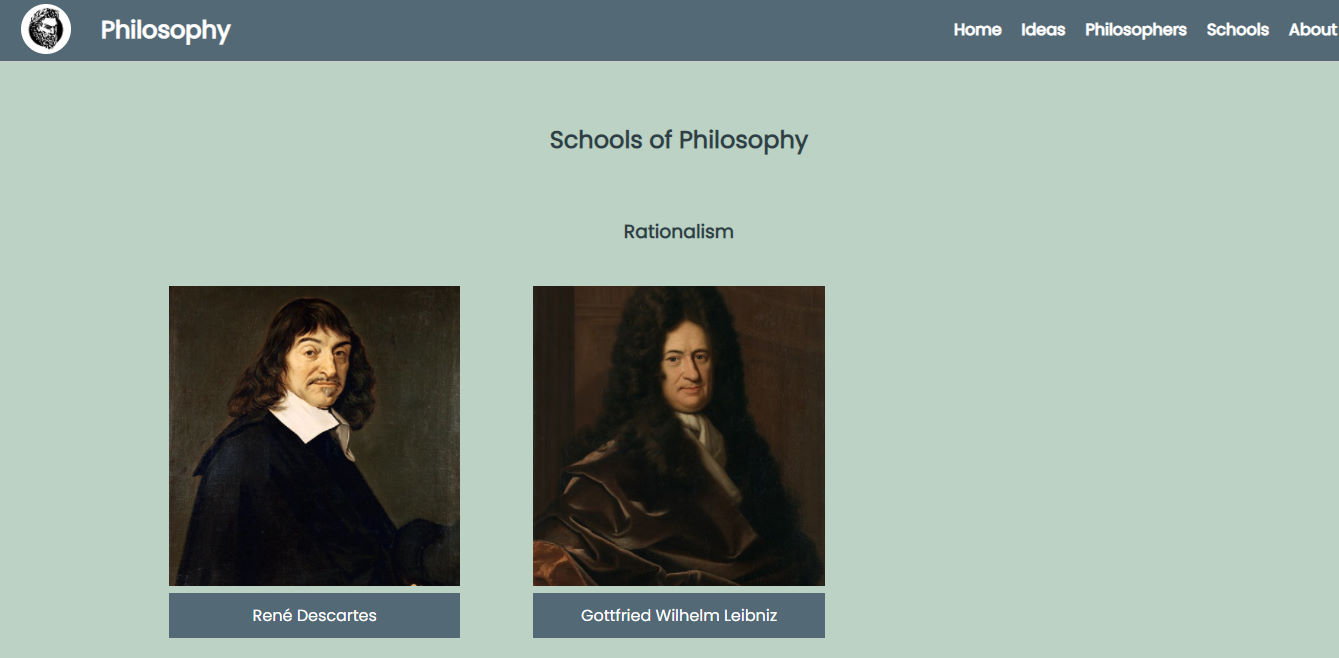 Philosophy
Home Ideas Philosophers Schools About
Schools of Philosophy
Rationalism
René Descartes
Gottfried Wilhelm Leibniz